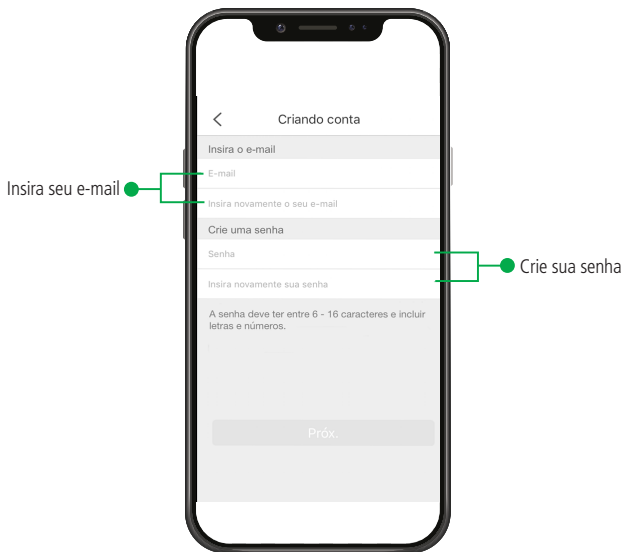 Criando conta
Insira o e-mail
E-mail
Insira seu e-mail
Insira novamente o seu e-mail
Crie uma senha
Senha
Crie sua senha
Insira novamente sua senha
A senha deve ter entre 6 - 16 caracteres e incluir
letras e números.
Próx.